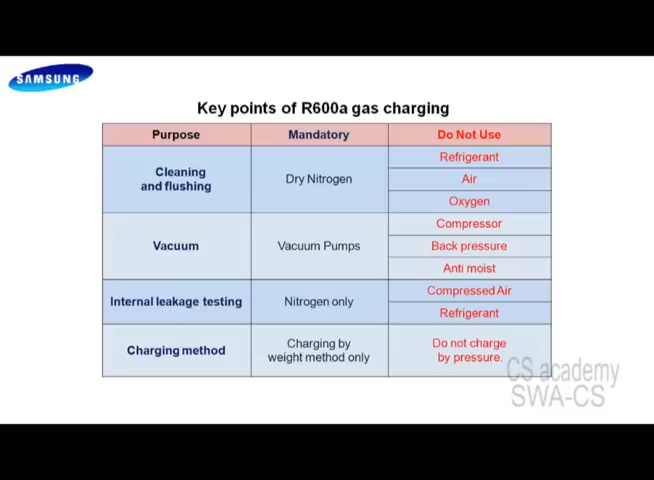 SAMSUNG
Key points of R600a gas charging
Purpose Mandatory Do Not Use
Cleaning
and flushing
Dry Nitrogen
Refrigerant
Air
Oxygen
Vacuum
Vacuum Pumps
Compressor
Back pressure
Anti moist
Internal leakage testing
Nitrogen only
Compressed Air
Refrigerant
Charging method
Charging by
weight method only
Do not charge
by pressure.
CS academy
SWA-CS